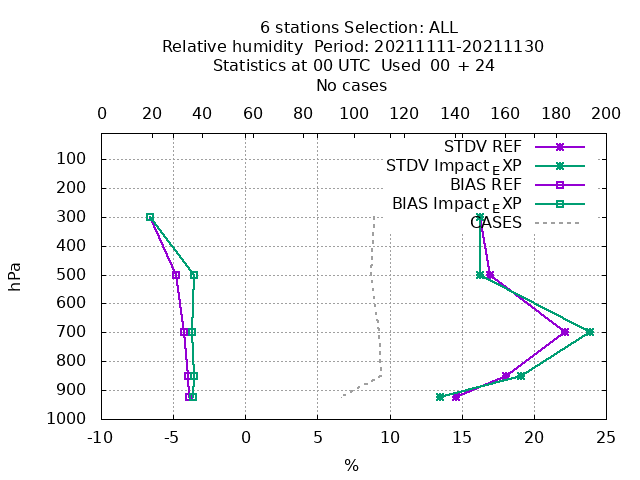 6 stations Selection: ALL
Relative humidity  Period: 20211111-20211130
Statistics at 00 UTC  Used  00 + 24
No cases
0 20 40 60 80 100 120 140 160 180 200
STDV REF
STDV Impact_EXP
BIAS REF
BIAS Impact_EXP
CASES
100
200
300
400
500
600
700
800
900
1000
hPa
-10 -5 0 5 10 15 20 25
%